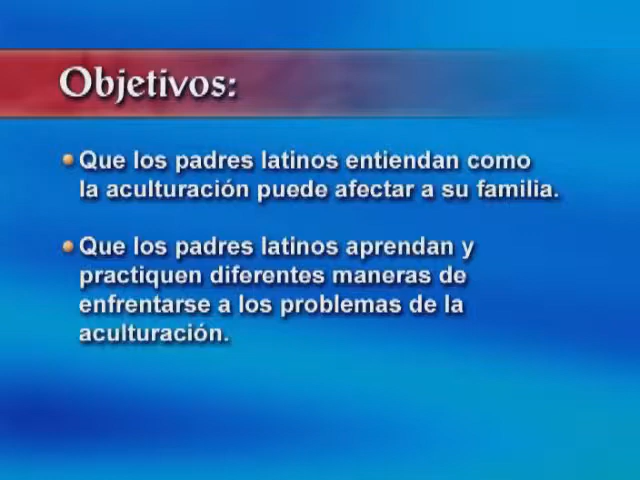 Objetivos:
Que los padres latinos entiendan como
la aculturación puede afectar a su familia.
Que los padres latinos aprendan y
practiquen diferentes maneras de
enfrentarse a los problemas de la
aculturación.